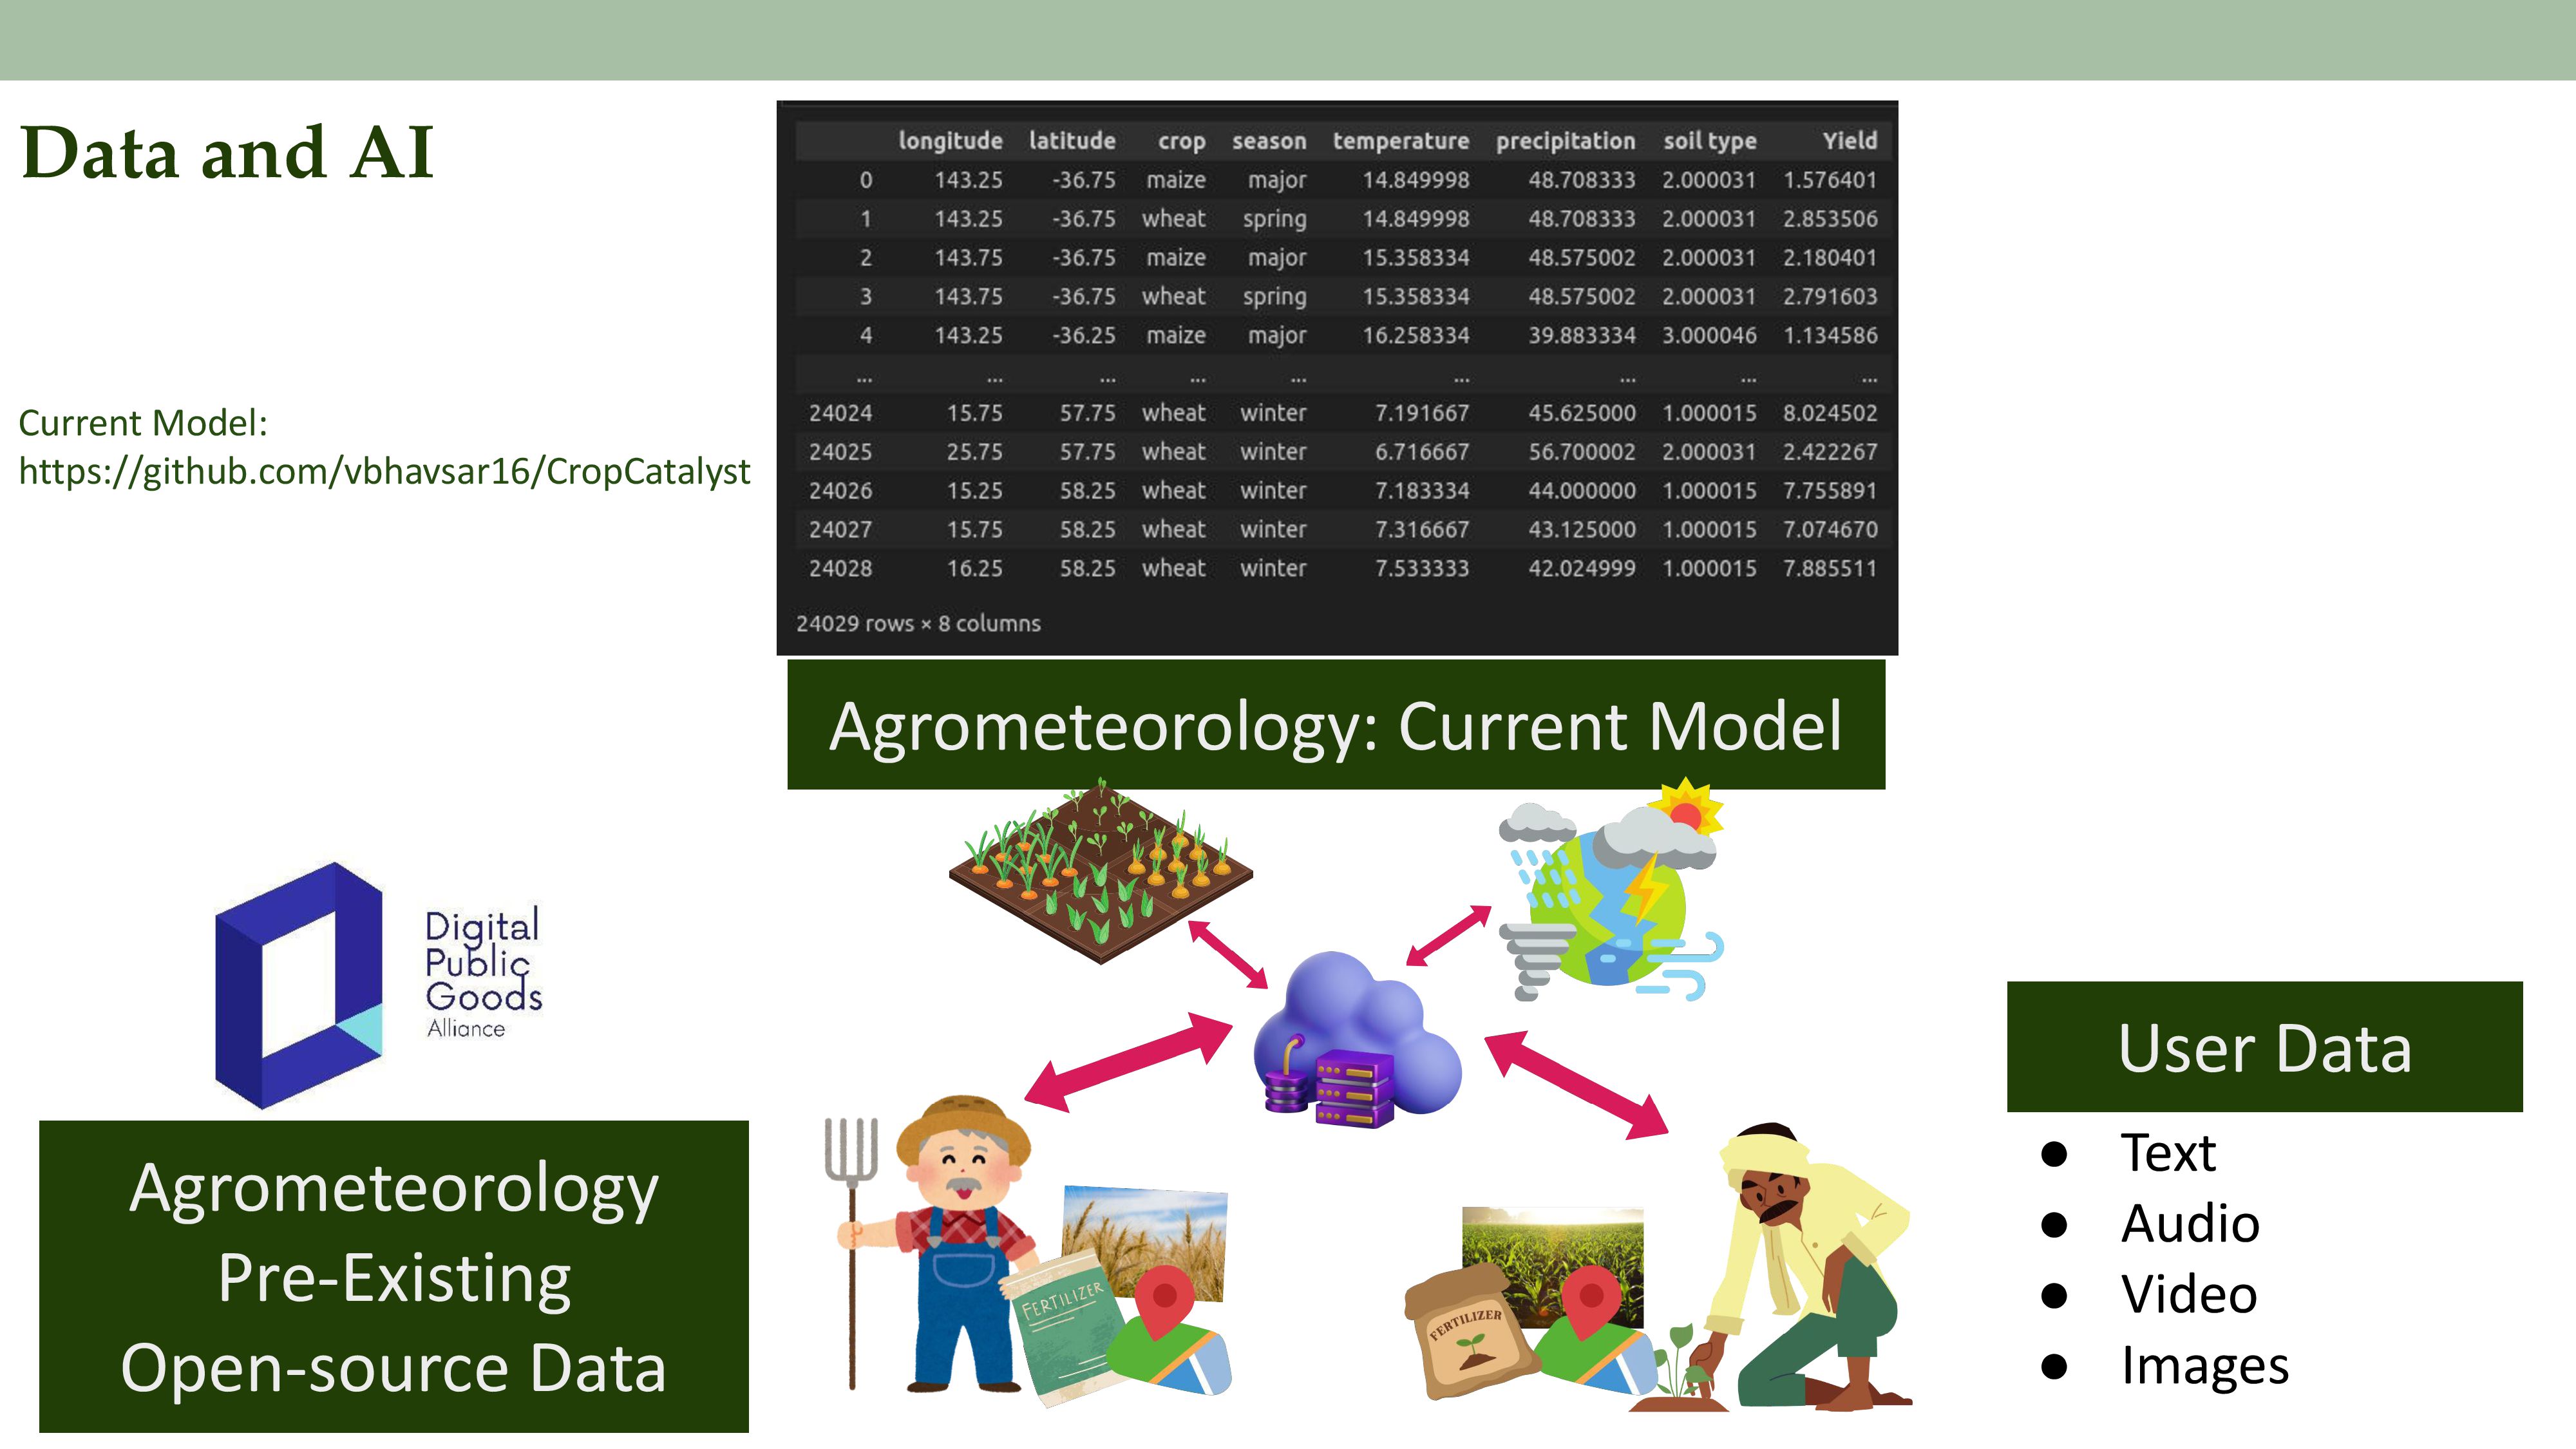 Data and AI
Current Model:
https://github.com/vbhavsar16/CropCatalyst
longitude latitude crop season temperature precipitation soil type Yield
0 143.25 -36.75 maize major 14.849998 48.708333 2.000031 1.576401
1 143.25 -36.75 wheat spring 14.849998 48.708333 2.000031 2.853506
2 143.75 -36.75 maize major 15.358334 48.575002 2.000031 2.180401
3 143.75 -36.75 wheat spring 15.358334 48.575002 2.000031 2.791603
4 143.25 -36.25 maize major 16.258334 39.883334 3.000046 1.134586
... ... ... ... ... ... ... ... ...
24024 15.75 57.75 wheat winter 7.191667 45.625000 1.000015 8.024502
24025 25.75 57.75 wheat winter 6.716667 56.700002 2.000031 2.422267
24026 15.25 58.25 wheat winter 7.183334 44.000000 1.000015 7.755891
24027 15.75 58.25 wheat winter 7.316667 43.125000 1.000015 7.074670
24028 16.25 58.25 wheat winter 7.533333 42.024999 1.000015 7.885511
24029 rows × 8 columns
Agrometeorology: Current Model
Digital
Public
Goods
Alliance
Agrometeorology
Pre-Existing
Open-source Data
FERTILIZER
FERTILIZER
User Data
● Text
● Audio
● Video
● Images